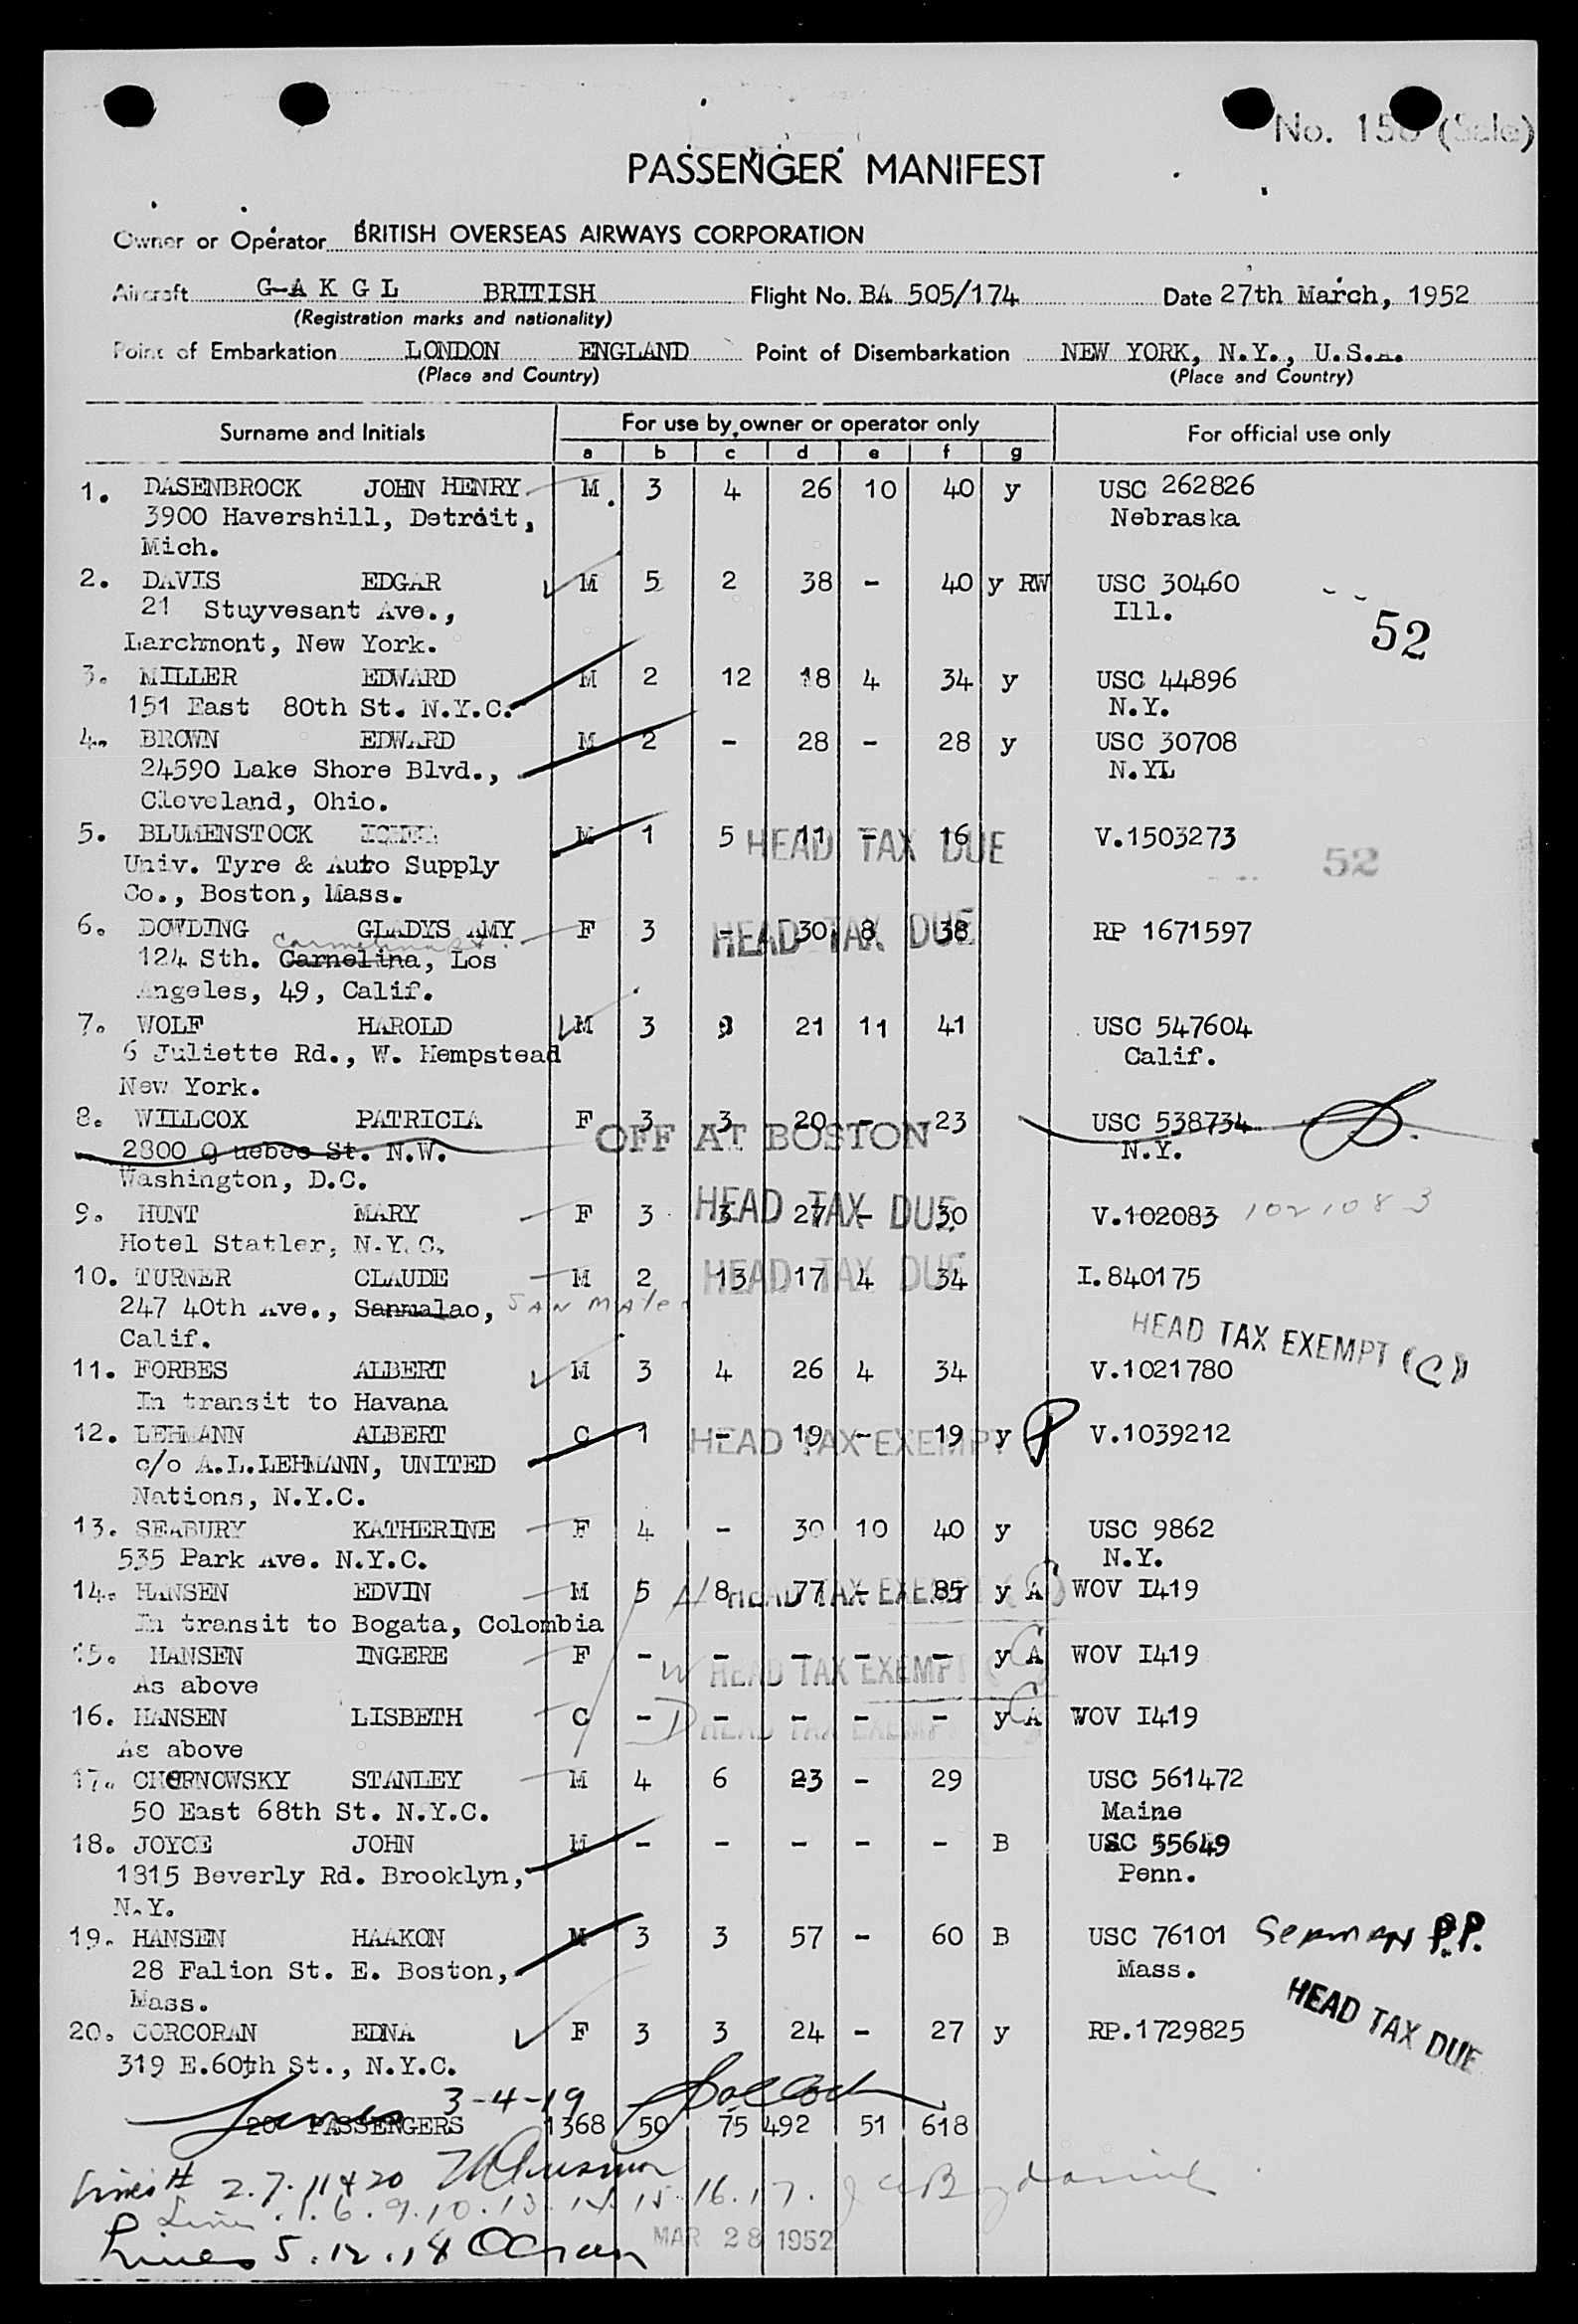 No. 156 (Sale)
PASSENGER MANIFEST
Owner or Operator BRITISH OVERSEAS AIRWAYS CORPORATION
Aircraft G-A K G L BRITISH Flight No. BA 505/174 Date 27th March, 1952
(Registration marks and nationality)
Point of Embarkation LONDON ENGLAND Point of Disembarkation NEW YORK, N.Y., U.S.A.
(Place and Country) (Place and Country)
Surname and Initials For use by owner or operator only For official use only
a b c d e f g
1. DASENBROCK JOHN HENRY M. 3 4 26 10 40 y USC 262826
3900 Havershill, Detroit, Nebraska
Mich.
2. DAVIS EDGAR M 5 2 38 - 40 y RW USC 30460
21 Stuyvesant Ave., Ill.
52
Larchmont, New York.
3. MILLER EDWARD M 2 12 18 4 34 y USC 44896
151 East 80th St. N.Y.C. N.Y.
4. BROWN EDWARD M 2 - 28 - 28 y USC 30708
24590 Lake Shore Blvd., N.YL
Cleveland, Ohio.
5. BLUMENSTOCK M 1 5 11 - 16 V.1503273
HEAD TAX DUE
Univ. Tyre & Auto Supply 52
Co., Boston, Mass.
6. DOWDING GLADYS AMY F 3 - 30 8 38 RP 1671597
HEAD TAX DUE
124 Sth. Carnelina, Los
Angeles, 49, Calif.
7. WOLF HAROLD M 3 9 21 11 41 USC 547604
6 Juliette Rd., W. Hempstead Calif.
New York.
8. WILLCOX PATRICIA F 3 3 20 - 23 USC 538734
OFF AT BOSTON
2800 Quebec St. N.W. N.Y.
Washington, D.C.
9. HUNT MARY F 3 3 27 - 30 V.102083 1021083
HEAD TAX DUE
Hotel Statler, N.Y.C.
10. TURNER CLAUDE M 2 13 17 4 34 I.840175
HEAD TAX DUE
247 40th Ave., Sanmalao, SAN MATEO
HEAD TAX EXEMPT (C)
Calif.
11. FORBES ALBERT M 3 4 26 4 34 V.1021780
In transit to Havana
12. LEHMANN ALBERT C 1 - 19 - 19 y V.1039212
HEAD TAX EXEMPT
c/o A.L.LEHMANN, UNITED
Nations, N.Y.C.
13. SEABURY KATHERINE F 4 - 30 10 40 y USC 9862
535 Park Ave. N.Y.C. N.Y.
14. HANSEN EDVIN M 5 8 77 - 85 y A WOV I419
HEAD TAX EXEMPT
In transit to Bogata, Colombia
15. HANSEN INGERE F - - - - - y A WOV I419
W HEAD TAX EXEMPT
As above
16. HANSEN LISBETH C - - - - - y A WOV I419
D HEAD TAX EXEMPT
As above
17. CHERNOWSKY STANLEY M 4 6 23 - 29 USC 561472
50 East 68th St. N.Y.C. Maine
18. JOYCE JOHN M - - - - - B USC 55649
1815 Beverly Rd. Brooklyn, Penn.
N.Y.
19. HANSEN HAAKON M 3 3 57 - 60 B USC 76101 Seaman P.P.
28 Falion St. E. Boston, Mass.
Mass.
HEAD TAX DUE
20. CORCORAN EDNA F 3 3 24 - 27 y RP.1729825
319 E.60th St., N.Y.C.
3-4-19
20 PASSENGERS 1368 50 75 492 51 618
Lines # 2.7.11 & 20
Lines 1.6.9.10.13.14.15.16.17.
Lines 5.12.18
MAR 28 1952